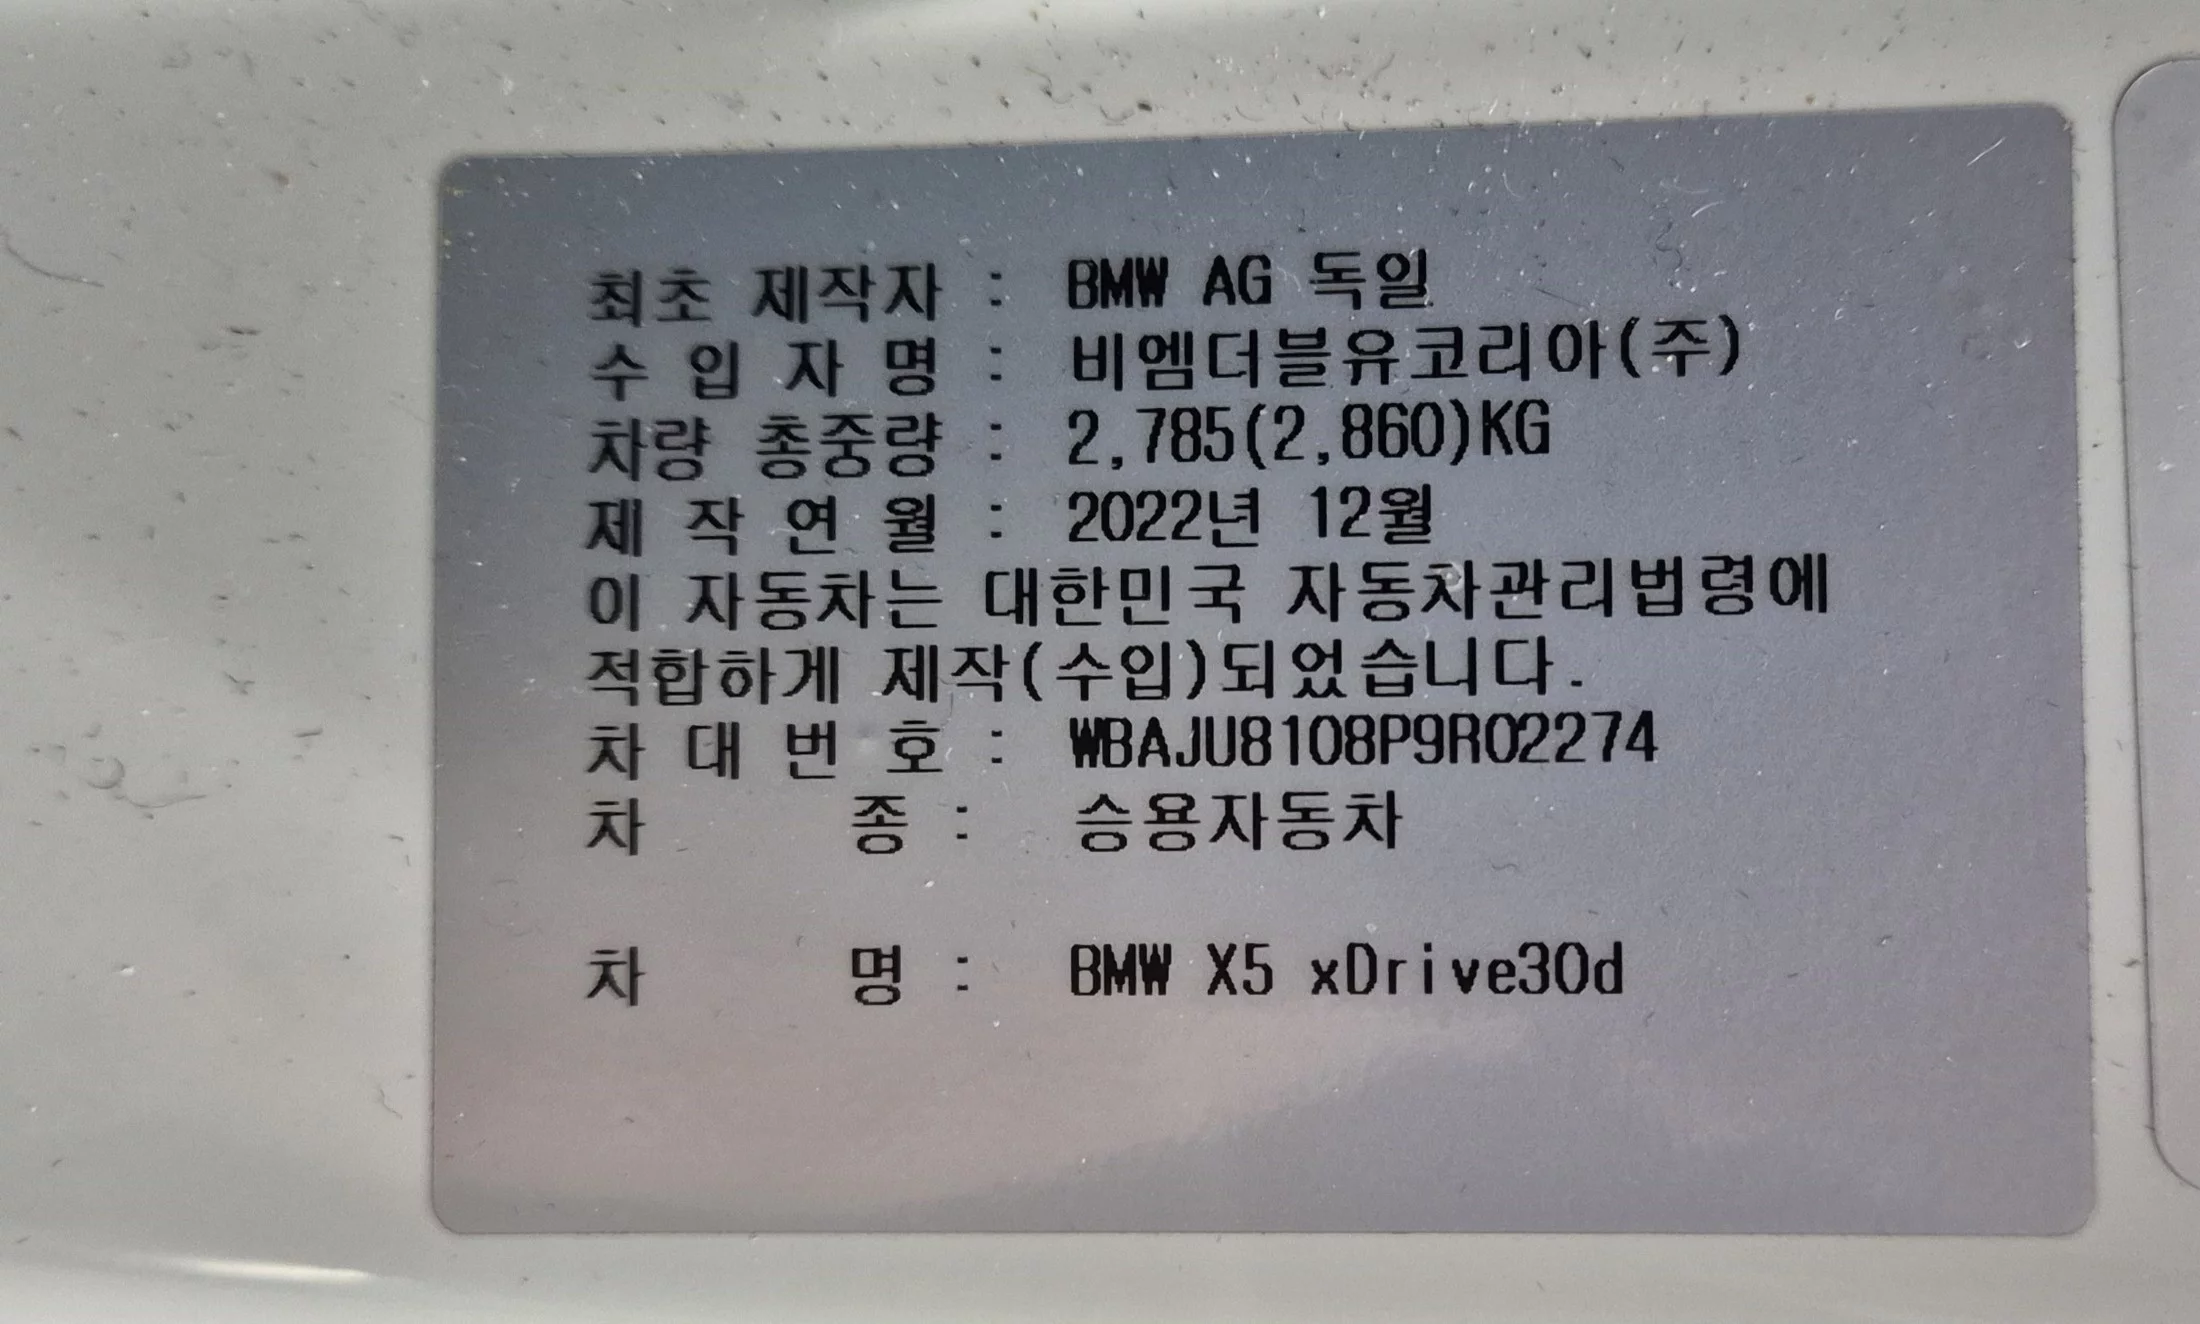 최초 제작자 : BMW AG 독일
수 입 자 명 : 비엠더블유코리아(주)
차량 총중량 : 2,785(2,860)KG
제 작 연 월 : 2022년 12월
이 자동차는 대한민국 자동차관리법령에
적합하게 제작(수입)되었습니다.
차 대 번 호 : WBAJU8108P9R02274
차 종 : 승용자동차
차 명 : BMW X5 xDrive30d